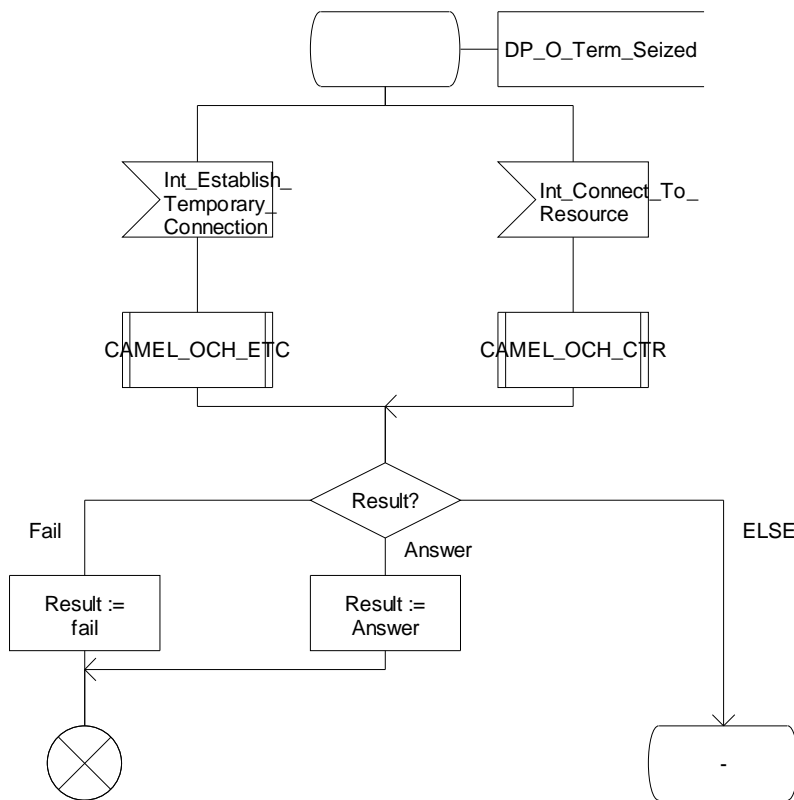 DP_O_Term_Seized
Int_Establish_
Temporary_
Connection
Int_Connect_To_
Resource
CAMEL_OCH_ETC
CAMEL_OCH_CTR
Result?
Fail
Answer
ELSE
Result :=
fail
Result :=
Answer
-